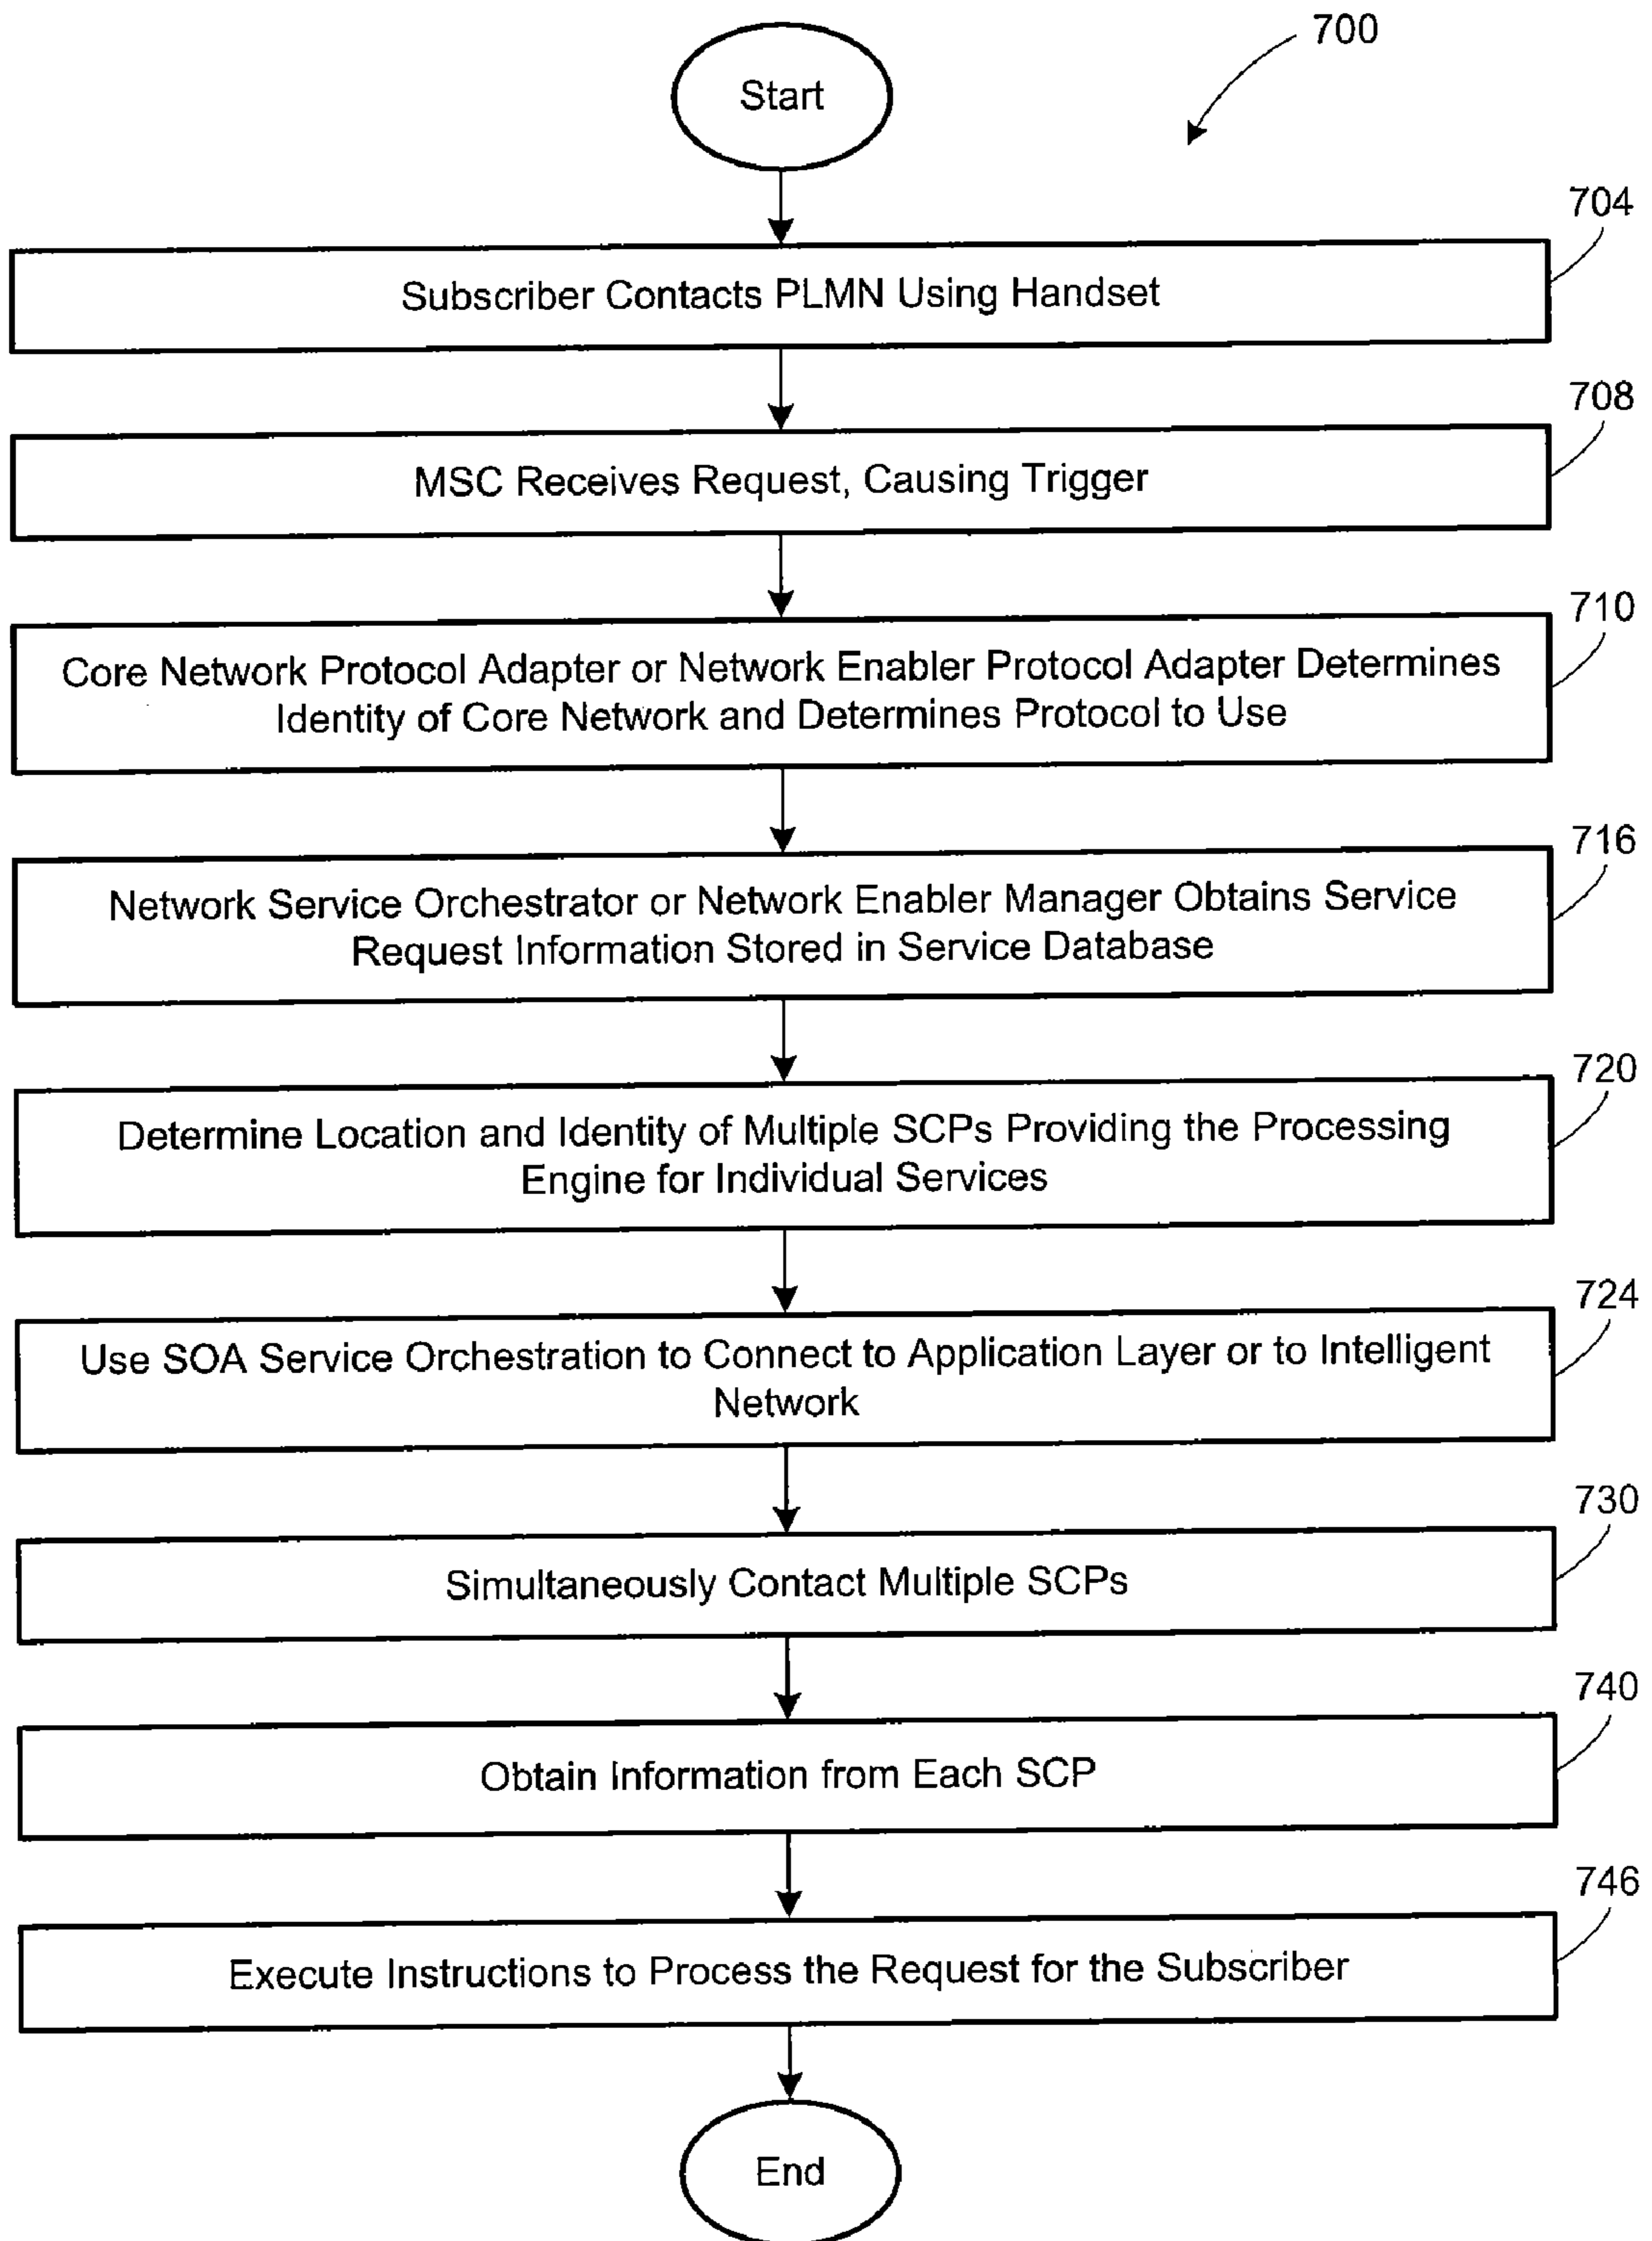 700
Start
704
Subscriber Contacts PLMN Using Handset
708
MSC Receives Request, Causing Trigger
710
Core Network Protocol Adapter or Network Enabler Protocol Adapter Determines
Identity of Core Network and Determines Protocol to Use
716
Network Service Orchestrator or Network Enabler Manager Obtains Service
Request Information Stored in Service Database
720
Determine Location and Identity of Multiple SCPs Providing the Processing
Engine for Individual Services
724
Use SOA Service Orchestration to Connect to Application Layer or to Intelligent
Network
730
Simultaneously Contact Multiple SCPs
740
Obtain Information from Each SCP
746
Execute Instructions to Process the Request for the Subscriber
End